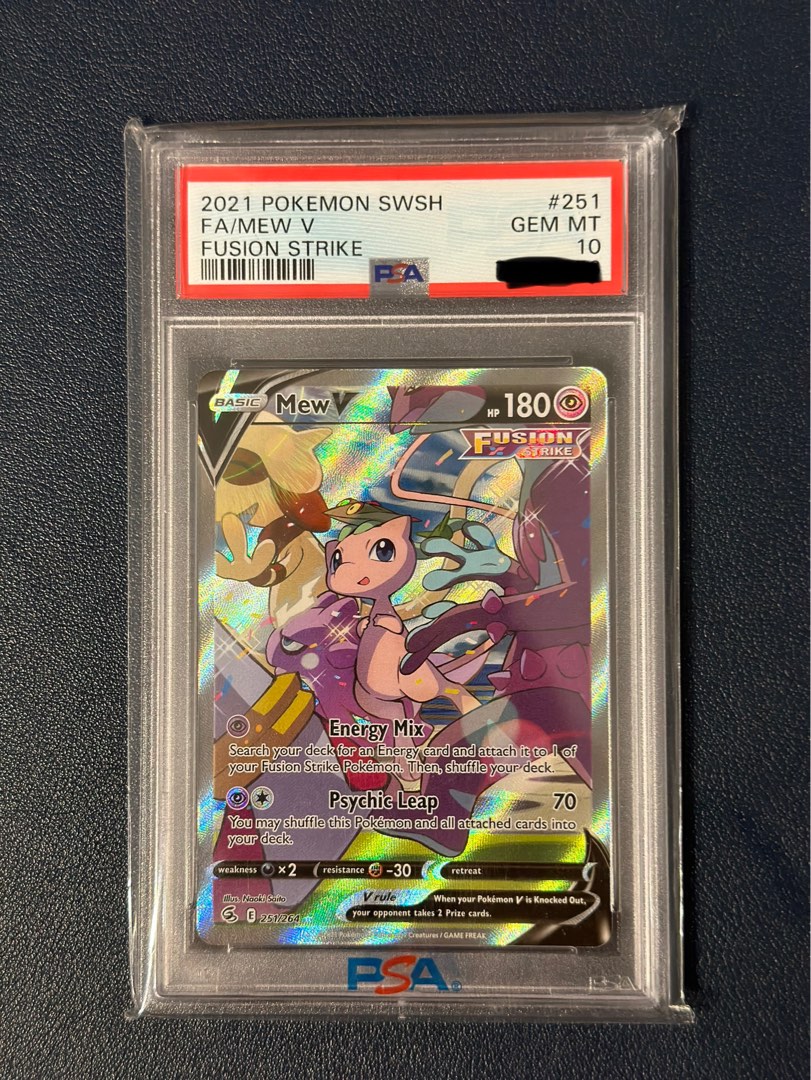 2021 POKEMON SWSH #251
FA/MEW V GEM MT
FUSION STRIKE 10
PSA
BASIC Mew V HP 180
FUSION
STRIKE
Energy Mix
Search your deck for an Energy card and attach it to 1 of
your Fusion Strike Pokémon. Then, shuffle your deck.
Psychic Leap 70
You may shuffle this Pokémon and all attached cards into
your deck.
weakness ×2 resistance -30 retreat
Illus. Naoki Saito
V rule When your Pokémon V is Knocked Out,
your opponent takes 2 Prize cards.
E 251/264
Creatures / GAME FREAK
PSA
PSA